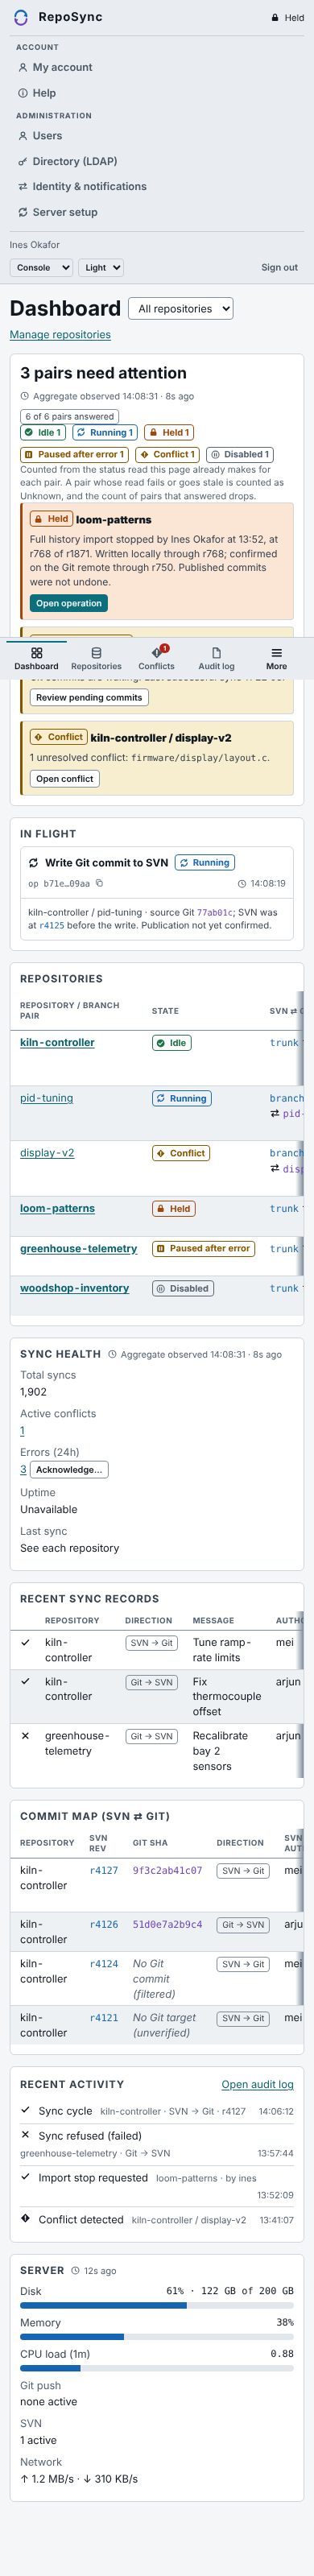 RepoSync
Held
ACCOUNT
My account
Help
ADMINISTRATION
Users
Directory (LDAP)
Identity & notifications
Server setup
Ines Okafor
Console Light Sign out
Dashboard All repositories
Manage repositories
3 pairs need attention
Aggregate observed 14:08:31 · 8s ago
6 of 6 pairs answered
Idle 1 Running 1 Held 1
Paused after error 1 Conflict 1 Disabled 1
Counted from the status read this page already makes for
each pair. A pair whose read fails or goes stale is counted as
Unknown, and the count of pairs that answered drops.
Held loom-patterns
Full history import stopped by Ines Okafor at 13:52, at
r768 of r1871. Written locally through r768; confirmed
on the Git remote through r750. Published commits
were not undone.
Open operation
Dashboard Repositories Conflicts 1 Audit log More
Review pending commits
Conflict kiln-controller / display-v2
1 unresolved conflict: firmware/display/layout.c.
Open conflict
IN FLIGHT
Write Git commit to SVN Running
op b71e…09aa 14:08:19
kiln-controller / pid-tuning · source Git 77ab01c; SVN was
at r4125 before the write. Publication not yet confirmed.
REPOSITORIES
REPOSITORY / BRANCH
PAIR
STATE
SVN ⇄
kiln-controller Idle trunk
pid-tuning Running branch
⇄ pid-
display-v2 Conflict branch
⇄ disp
loom-patterns Held trunk
greenhouse-telemetry Paused after error trunk
woodshop-inventory Disabled trunk
SYNC HEALTH Aggregate observed 14:08:31 · 8s ago
Total syncs
1,902
Active conflicts
1
Errors (24h)
3 Acknowledge...
Uptime
Unavailable
Last sync
See each repository
RECENT SYNC RECORDS
REPOSITORY DIRECTION MESSAGE AUTHO
kiln-
controller
SVN → Git
Tune ramp-
rate limits
mei
kiln-
controller
Git → SVN
Fix
thermocouple
offset
arjun
greenhouse-
telemetry
Git → SVN
Recalibrate
bay 2
sensors
arjun
COMMIT MAP (SVN ⇄ GIT)
REPOSITORY
SVN
REV
GIT SHA
DIRECTION
SVN
AUTH
kiln-
controller
r4127
9f3c2ab41c07
SVN → Git
mei
kiln-
controller
r4126
51d0e7a2b9c4
Git → SVN
arju
kiln-
controller
r4124
No Git
commit
(filtered)
SVN → Git
mei
kiln-
controller
r4121
No Git target
(unverified)
SVN → Git
mei
RECENT ACTIVITY Open audit log
Sync cycle kiln-controller · SVN → Git · r4127 14:06:12
Sync refused (failed)
greenhouse-telemetry · Git → SVN 13:57:44
Import stop requested loom-patterns · by ines
13:52:09
Conflict detected kiln-controller / display-v2 13:41:07
SERVER 12s ago
Disk 61% · 122 GB of 200 GB
Memory 38%
CPU load (1m) 0.88
Git push
none active
SVN
1 active
Network
↑ 1.2 MB/s · ↓ 310 KB/s